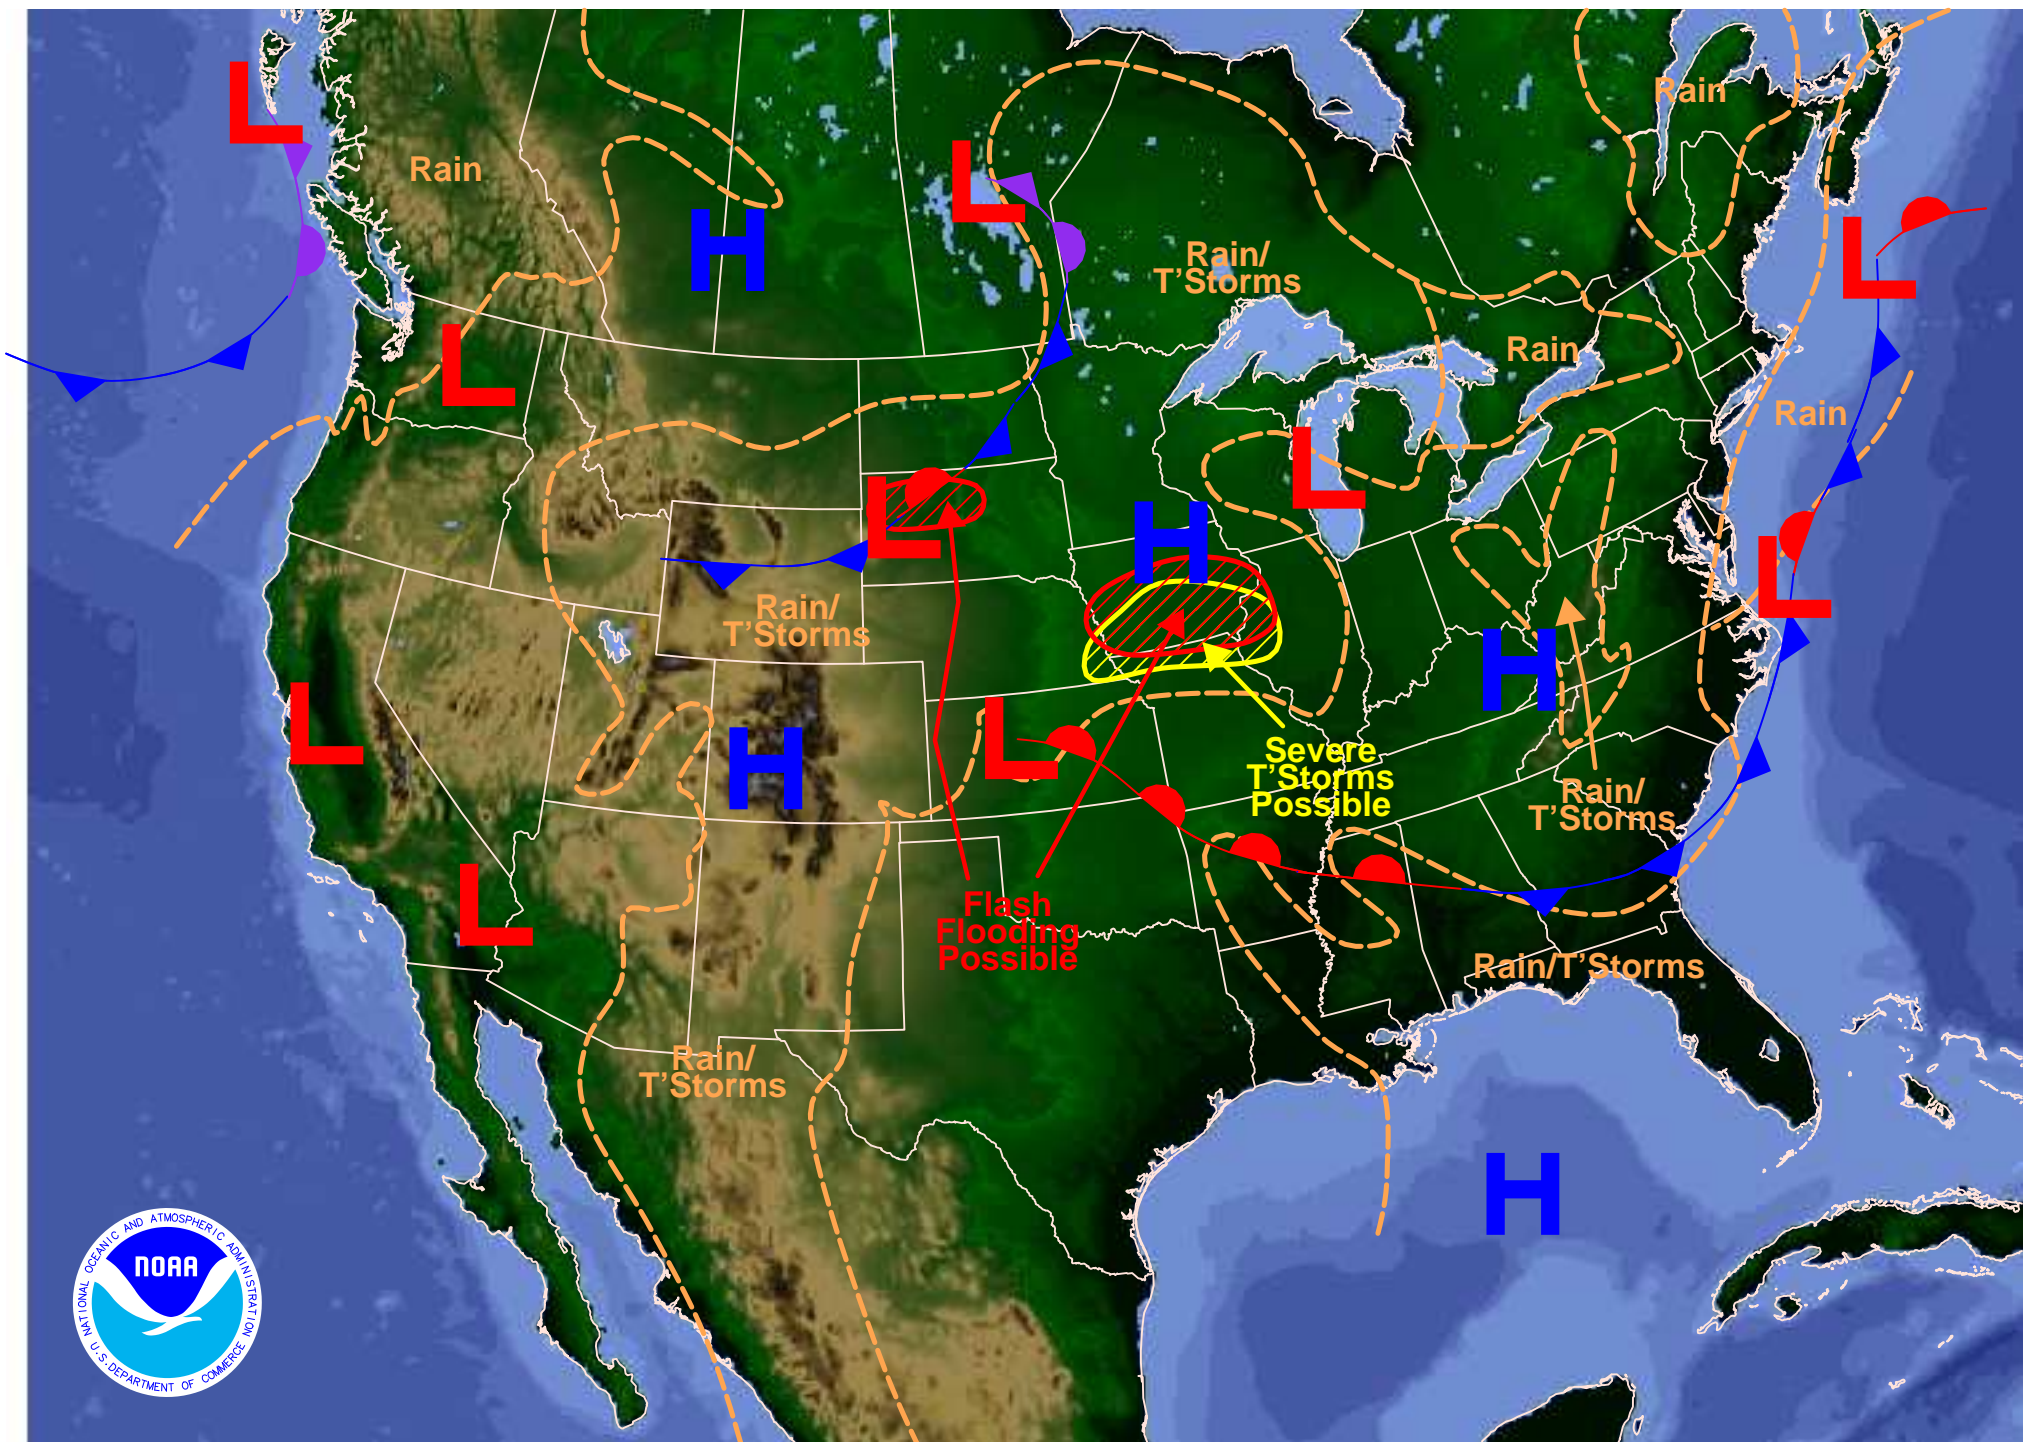 L
Rain
Rain
L
H
Rain/
T'Storms
L
L
Rain
Rain
L
L
L
H
L
Rain/
T'Storms
H
L
H
L
Severe
T'Storms
Possible
Rain/
T'Storms
L
Flash
Flooding
Possible
Rain/T'Storms
Rain/
T'Storms
H
NATIONAL OCEANIC AND ATMOSPHERIC ADMINISTRATION
NOAA
U.S. DEPARTMENT OF COMMERCE